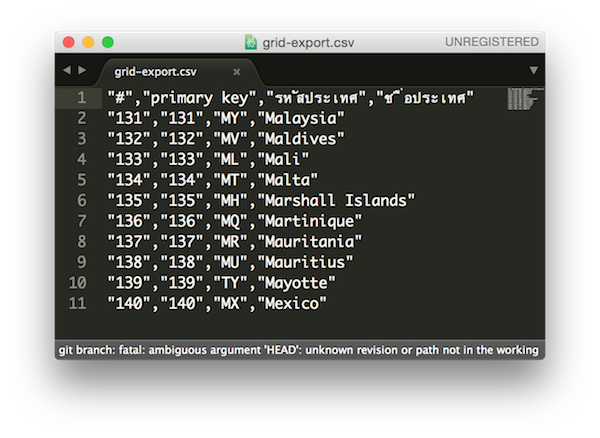 grid-export.csv
UNREGISTERED
grid-export.csv
1 "#","primary key","รหัสประเทศ","ชื่อประเทศ"
2 "131","131","MY","Malaysia"
3 "132","132","MV","Maldives"
4 "133","133","ML","Mali"
5 "134","134","MT","Malta"
6 "135","135","MH","Marshall Islands"
7 "136","136","MQ","Martinique"
8 "137","137","MR","Mauritania"
9 "138","138","MU","Mauritius"
10 "139","139","TY","Mayotte"
11 "140","140","MX","Mexico"
git branch: fatal: ambiguous argument 'HEAD': unknown revision or path not in the working